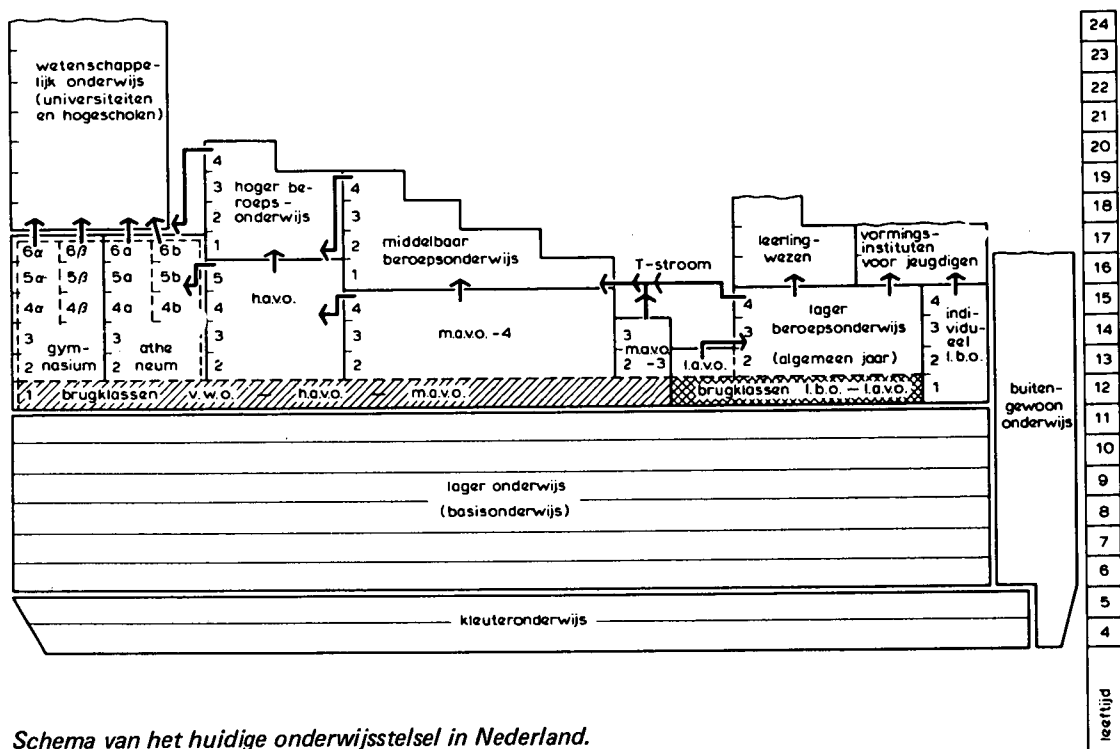 wetenschappe-
lijk onderwijs
(universiteiten
en hogescholen)
4
3
2
1
hoger be-
roeps-
onderwijs
4
3
2
1
middelbaar
beroepsonderwijs
T-stroom
leerling-
wezen
vormings-
instituten
voor jeugdigen
6α 6β 6a 6b
5α 5β 5a 5b
4α 4β 4a 4b
3
2
gym-
nasium
3
2
athe
neum
5
4
3
2
h.a.v.o.
4
3
2
m.a.v.o.-4
3
2
m.a.v.o.
-3
l.a.v.o.
4
3
2
lager
beroepsonderwijs
(algemeen jaar)
4
3
2
1
indi-
vidu-
eel
l.b.o.
1 brugklassen v.w.o. – h.a.v.o. – m.a.v.o.
brugklassen l.b.o. – l.a.v.o.
buiten-
gewoon
onderwijs
lager onderwijs
(basisonderwijs)
kleuteronderwijs
24
23
22
21
20
19
18
17
16
15
14
13
12
11
10
9
8
7
6
5
4
leeftijd
Schema van het huidige onderwijsstelsel in Nederland.